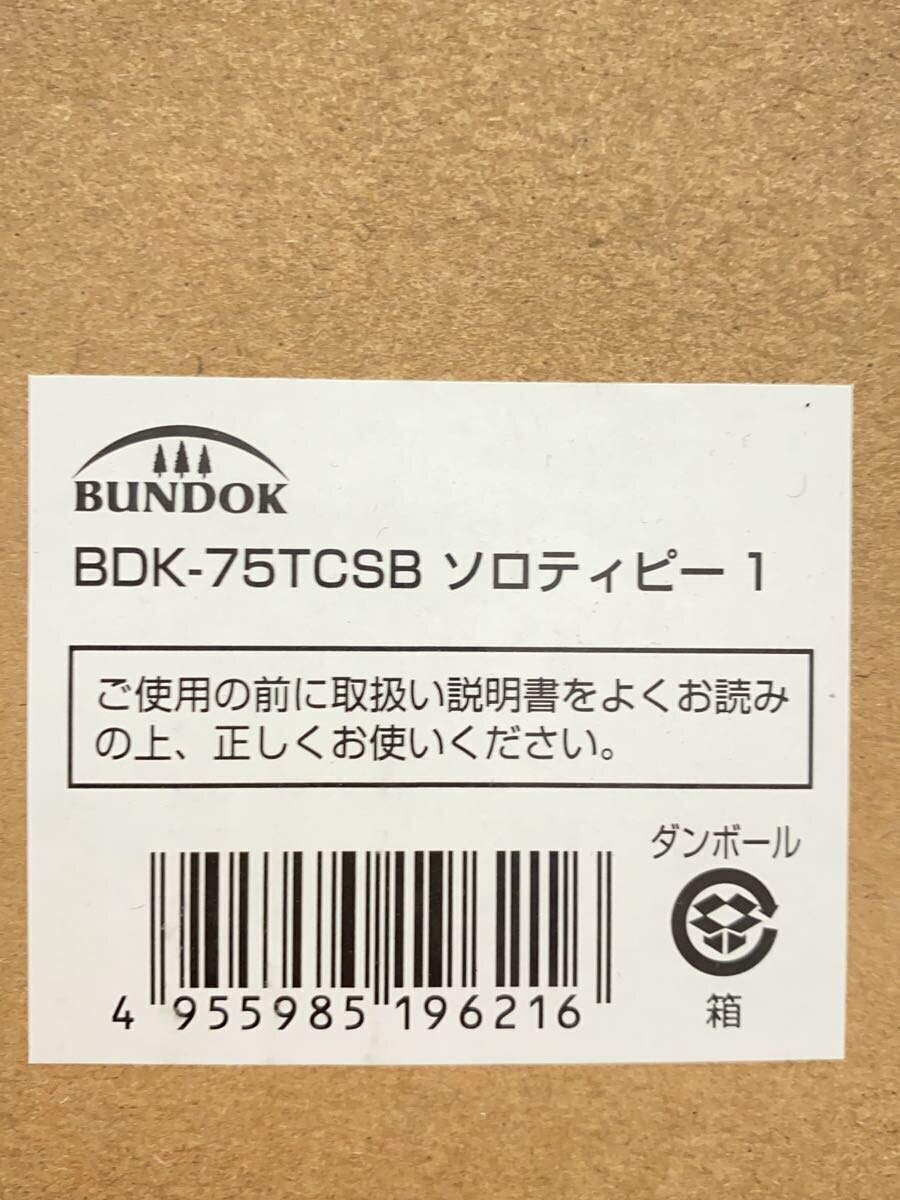 BUNDOK
BDK-75TCSB ソロティピー1
ご使用の前に取扱い説明書をよくお読み
の上、正しくお使いください。
ダンボール
箱
4 955985 196216